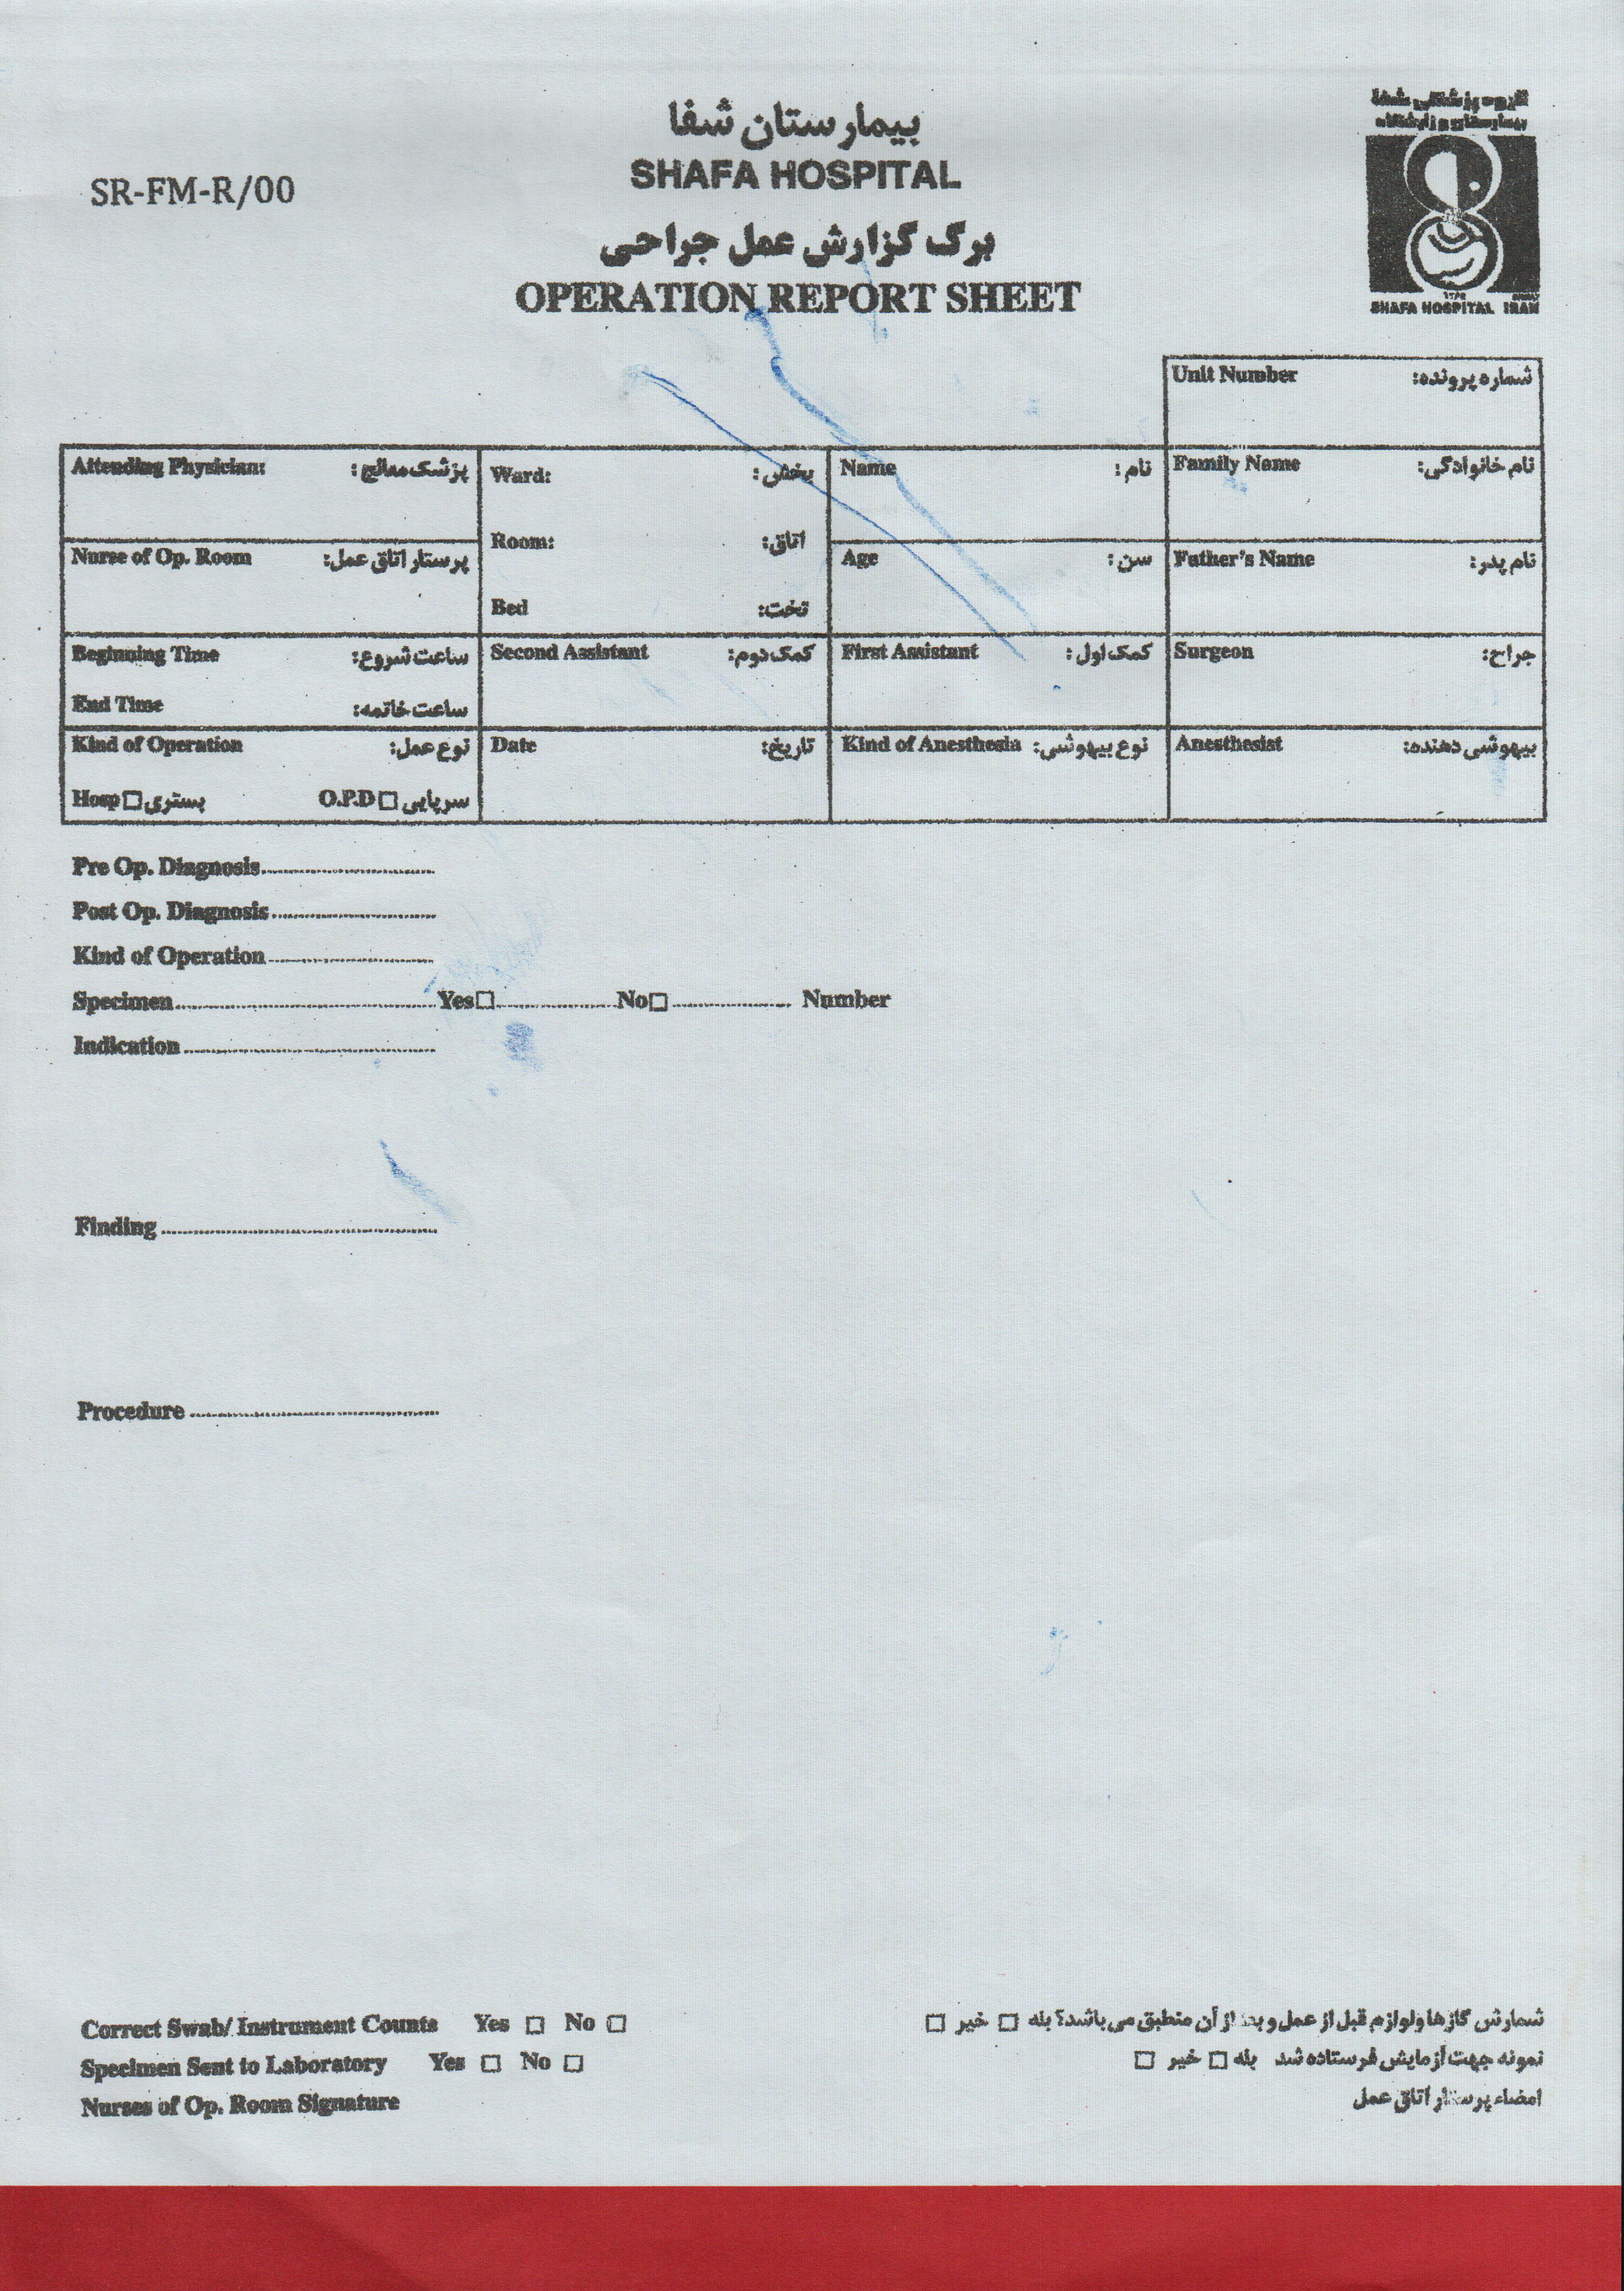 بیمارستان شفا
SHAFA HOSPITAL
SR-FM-R/00
برگ گزارش عمل جراحی
OPERATION REPORT SHEET
گروه پزشکی شفا
SHAFA HOSPITAL IRAN
Unit Number شماره پرونده:
Attending Physician: پزشک معالج: Ward: بخش: Name نام: Family Name نام خانوادگی:
Room: اتاق:
Nurse of Op. Room پرستار اتاق عمل: Age سن: Father's Name نام پدر:
Bed تخت:
Beginning Time ساعت شروع: Second Assistant کمک دوم: First Assistant کمک اول: Surgeon جراح:
End Time ساعت خاتمه:
Kind of Operation نوع عمل: Date تاریخ: Kind of Anesthesia نوع بیهوشی: Anesthesist بیهوشی دهنده:
Hosp □ بستری O.P.D □ سرپایی
Pre Op. Diagnosis..............................
Post Op. Diagnosis..............................
Kind of Operation..............................
Specimen..............................Yes□....................No□.................... Number
Indication..............................
Finding..............................
Procedure..............................
Correct Swab/ Instrument Counts Yes □ No □ شمارش گازها و لوازم قبل از عمل و بعد از آن منطبق می باشد؟ بله □ خیر □
Specimen Sent to Laboratory Yes □ No □ نمونه جهت آزمایش فرستاده شد بله □ خیر □
Nurses of Op. Room Signature امضاء پرستار اتاق عمل